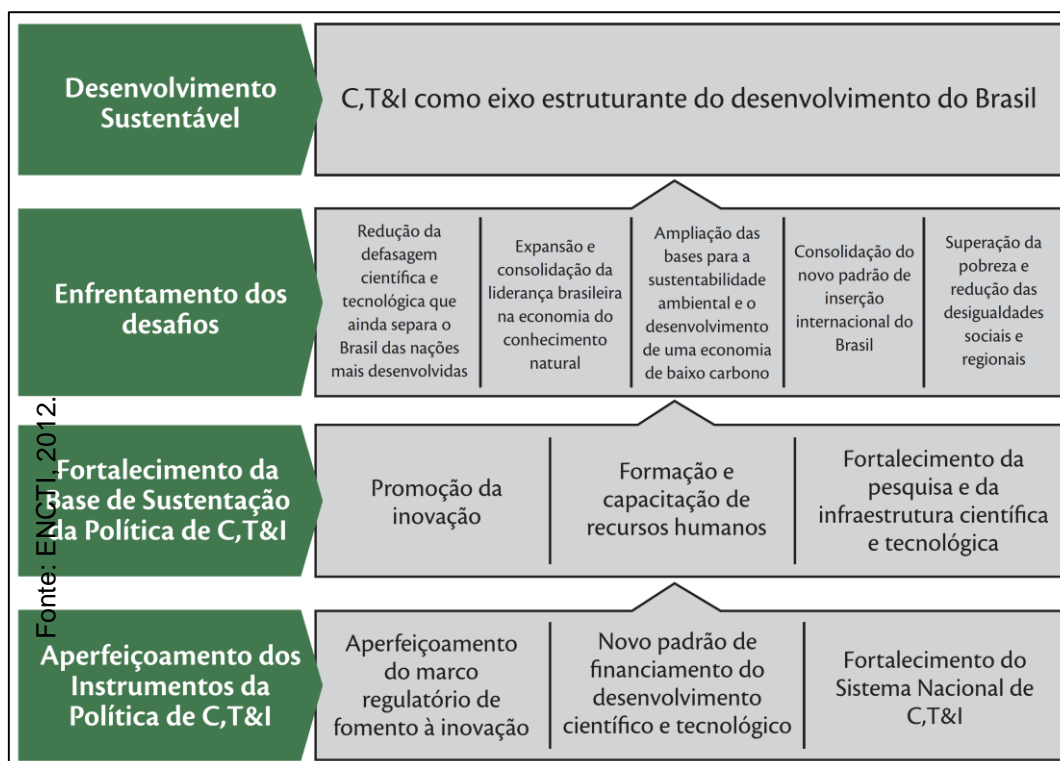 Desenvolvimento
Sustentável
C,T&I como eixo estruturante do desenvolvimento do Brasil
Enfrentamento dos
desafios
Redução da
defasagem
científica e
tecnológica que
ainda separa o
Brasil das nações
mais desenvolvidas
Expansão e
consolidação da
liderança brasileira
na economia do
conhecimento
natural
Ampliação das
bases para a
sustentabilidade
ambiental e o
desenvolvimento
de uma economia
de baixo carbono
Consolidação do
novo padrão de
inserção
internacional do
Brasil
Superação da
pobreza e
redução das
desigualdades
sociais e
regionais
Fortalecimento da
Base de Sustentação
da Política de C,T&I
Promoção da
inovação
Formação e
capacitação de
recursos humanos
Fortalecimento da
pesquisa e da
infraestrutura científica
e tecnológica
Aperfeiçoamento dos
Instrumentos da
Política de C,T&I
Aperfeiçoamento
do marco
regulatório de
fomento à inovação
Novo padrão de
financiamento do
desenvolvimento
científico e tecnológico
Fortalecimento do
Sistema Nacional de
C,T&I
Fonte: ENCTI, 2012.